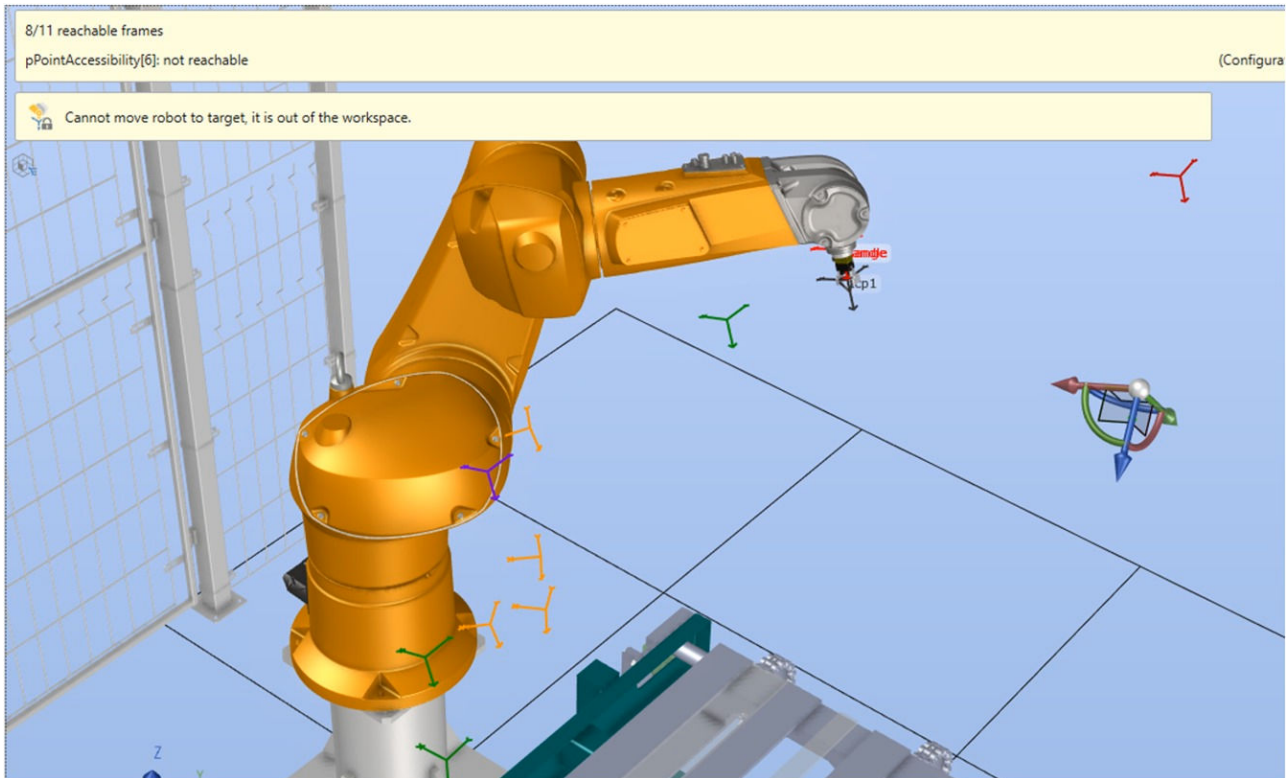 8/11 reachable frames
pPointAccessibility[6]: not reachable
(Configura
Cannot move robot to target, it is out of the workspace.
Z
Y